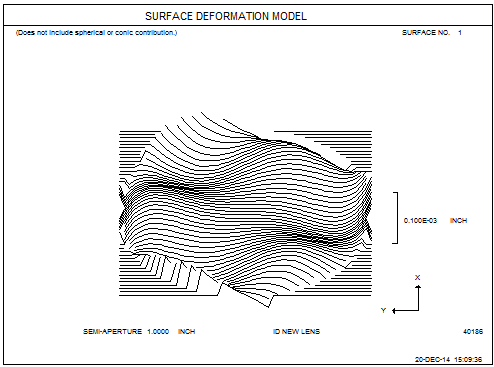 SURFACE DEFORMATION MODEL
(Does not include spherical or conic contribution.) SURFACE NO. 1
0.100E-03 INCH
X
Y
SEMI-APERTURE 1.0000 INCH ID NEW LENS 40186
20-DEC-14 15:09:36